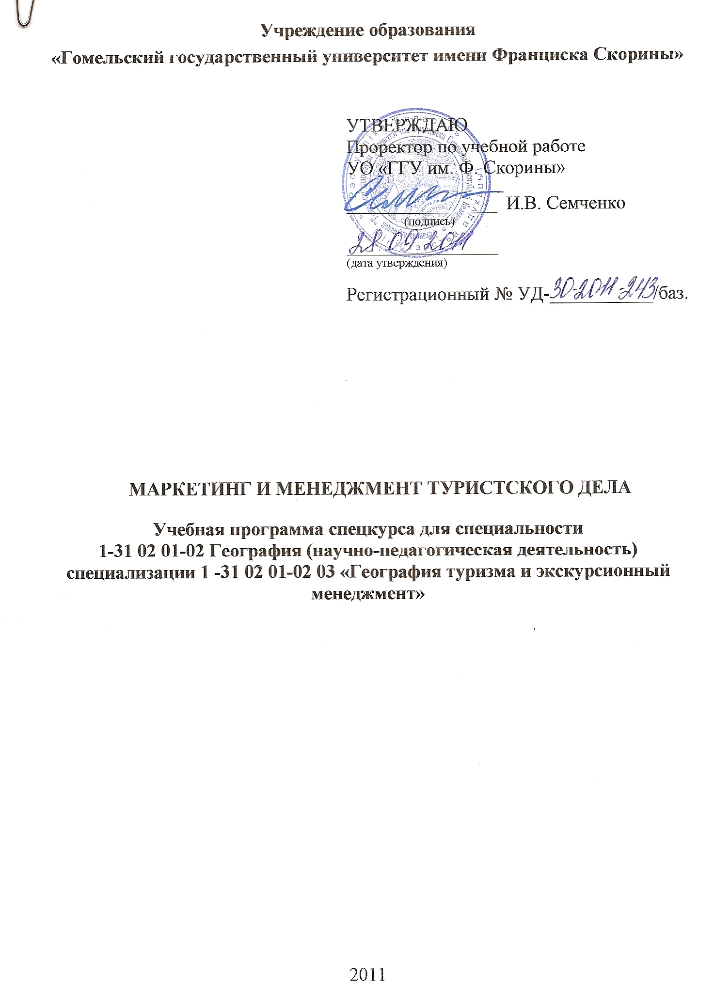 Учреждение образования
«Гомельский государственный университет имени Франциска Скорины»
УТВЕРЖДАЮ
Проректор по учебной работе
УО «ГГУ им. Ф. Скорины»
И.В. Семченко
(подпись)
28.09.2011
(дата утверждения)
Регистрационный № УД-30-2011-243/баз.
МАРКЕТИНГ И МЕНЕДЖМЕНТ ТУРИСТСКОГО ДЕЛА
Учебная программа спецкурса для специальности
1-31 02 01-02 География (научно-педагогическая деятельность)
специализации 1 -31 02 01-02 03 «География туризма и экскурсионный
менеджмент»
2011